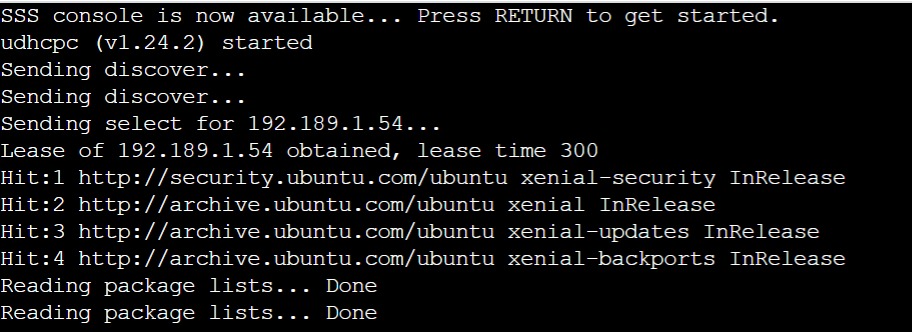 SSS console is now available... Press RETURN to get started.
udhcpc (v1.24.2) started
Sending discover...
Sending discover...
Sending select for 192.189.1.54...
Lease of 192.189.1.54 obtained, lease time 300
Hit:1 http://security.ubuntu.com/ubuntu xenial-security InRelease
Hit:2 http://archive.ubuntu.com/ubuntu xenial InRelease
Hit:3 http://archive.ubuntu.com/ubuntu xenial-updates InRelease
Hit:4 http://archive.ubuntu.com/ubuntu xenial-backports InRelease
Reading package lists... Done
Reading package lists... Done